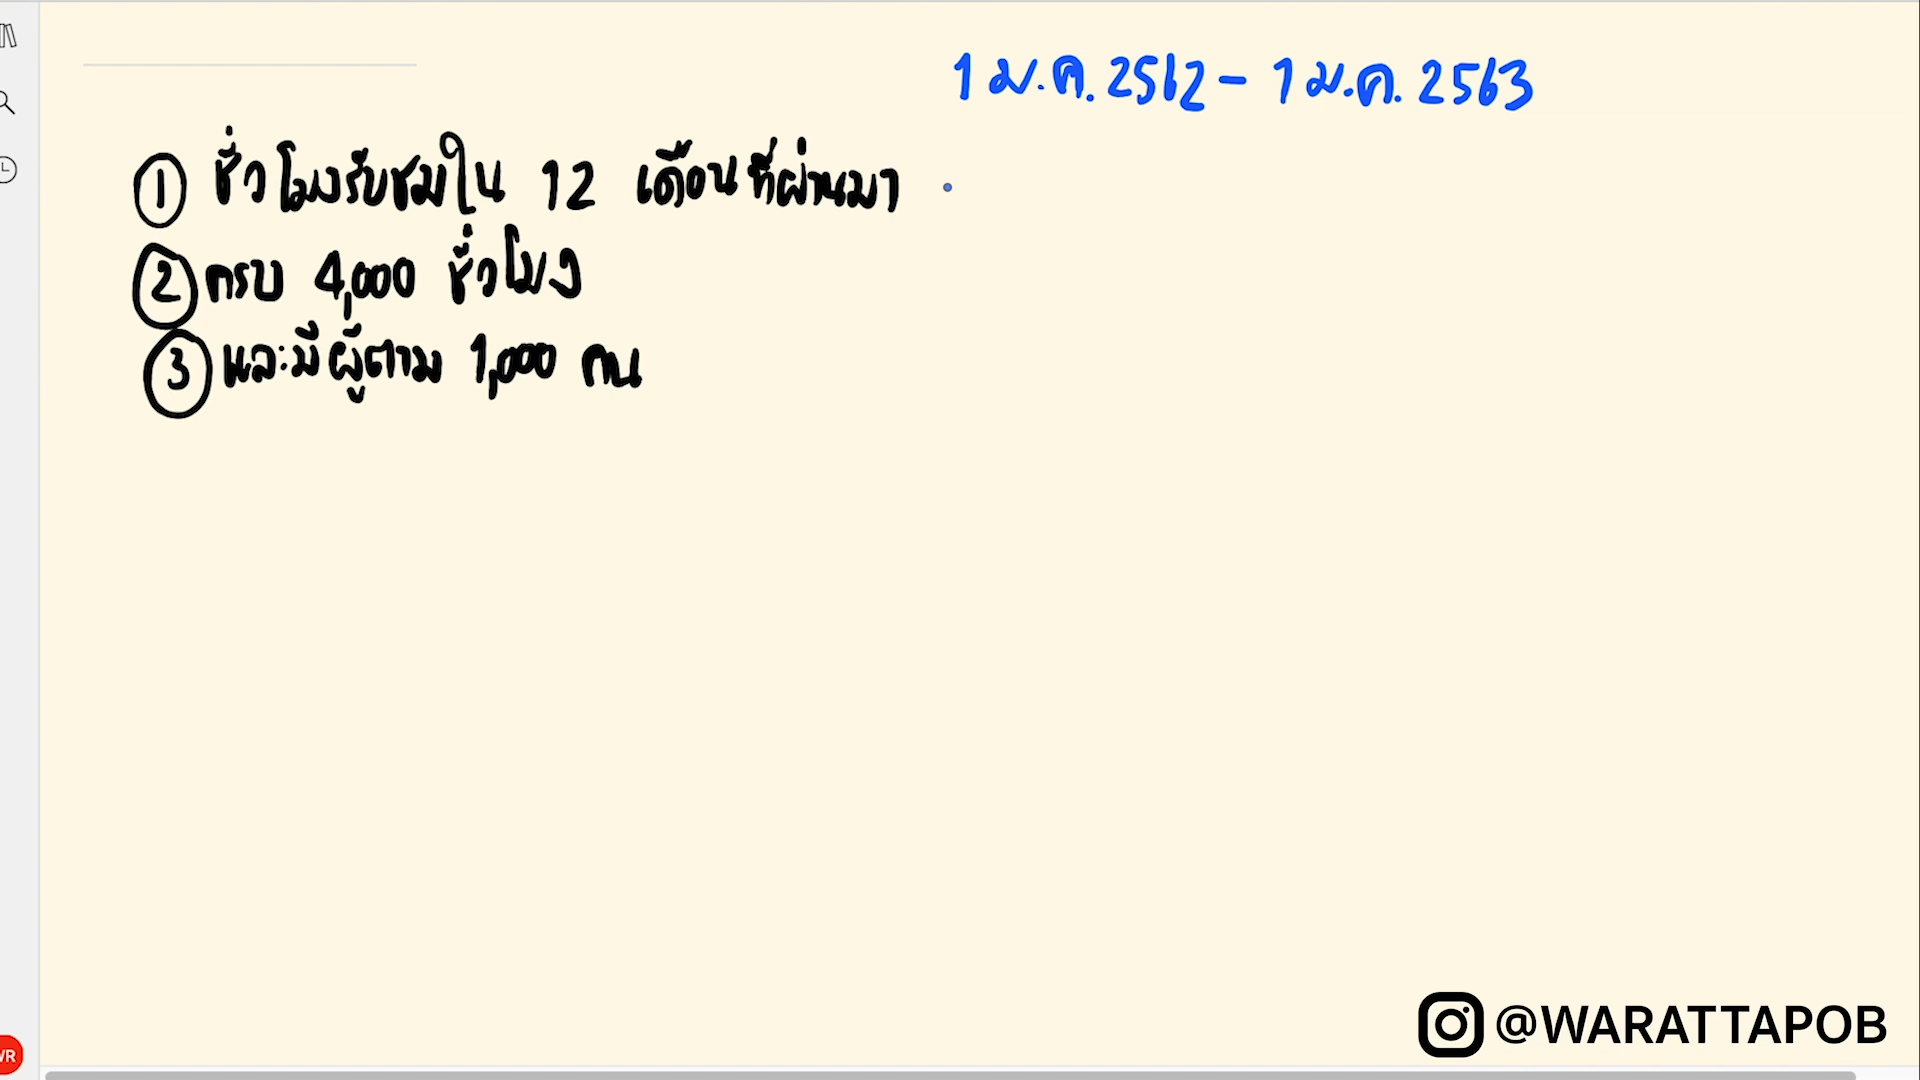 1 ม.ค. 2562 - 1 ม.ค. 2563
① ชั่วโมงรับชมใน 12 เดือนที่ผ่านมา
② ครบ 4,000 ชั่วโมง
③ และมีผู้ตาม 1,000 คน
WR
@WARATTAPOB